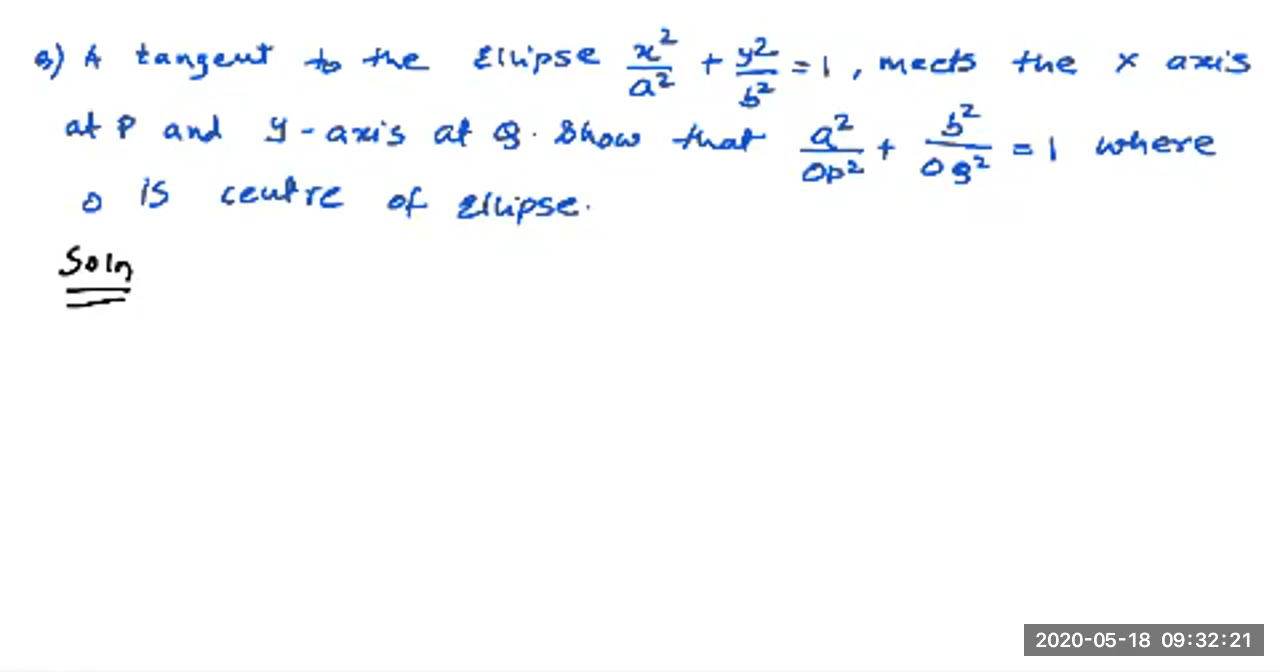 Q) A tangent to the Ellipse x²/a² + y²/b² = 1, meets the x axis
at P and y-axis at Q. Show that a²/OP² + b²/OQ² = 1 where
O is centre of Ellipse.
Soln
2020-05-18 09:32:21